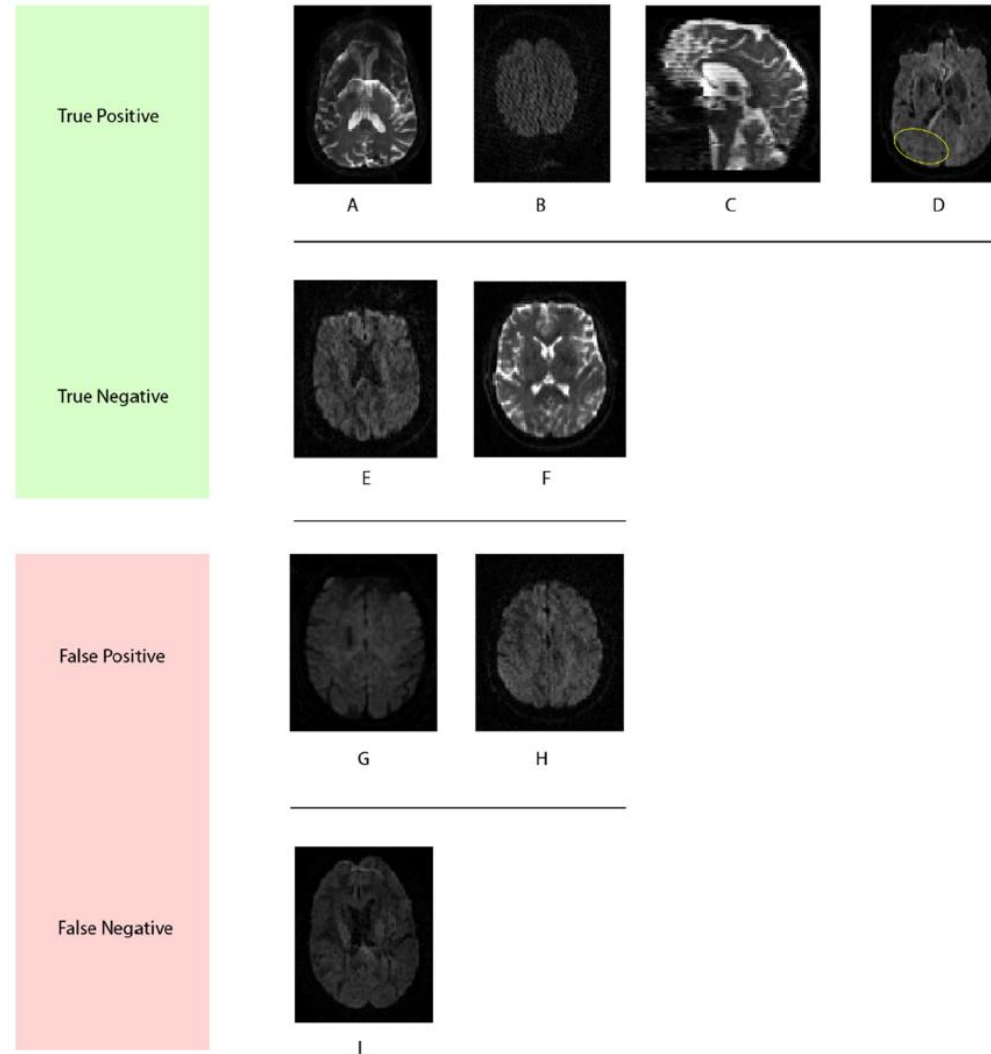 True Positive
A
B
C
D
True Negative
E
F
False Positive
G
H
False Negative
I